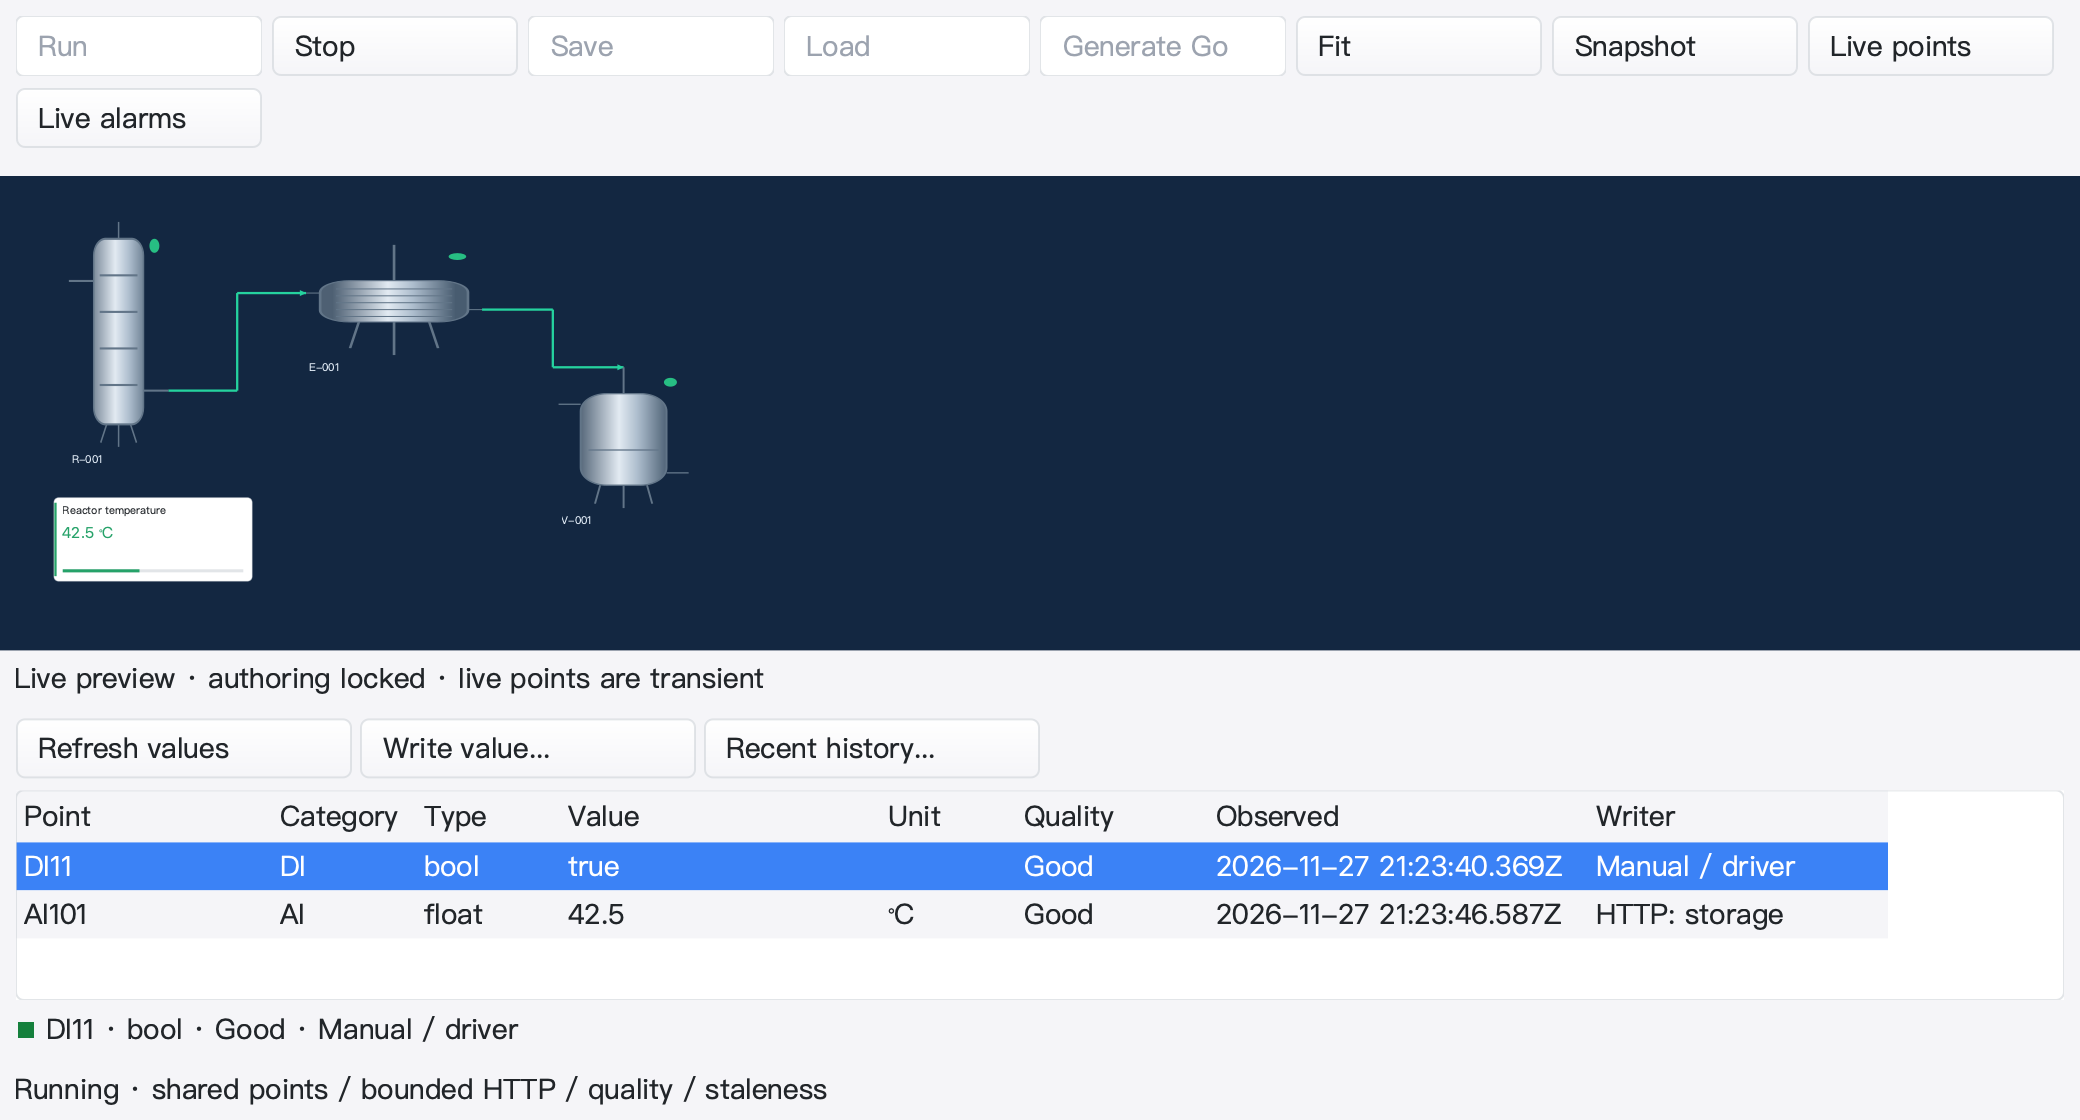 Run Stop Save Load Generate Go Fit Snapshot Live points
Live alarms
E-001
R-001
V-001
Reactor temperature
42.5 °C
Live preview · authoring locked · live points are transient
Refresh values Write value... Recent history...
Point Category Type Value Unit Quality Observed Writer
DI11 DI bool true Good 2026-11-27 21:23:40.369Z Manual / driver
AI101 AI float 42.5 °C Good 2026-11-27 21:23:46.587Z HTTP: storage
DI11 · bool · Good · Manual / driver
Running · shared points / bounded HTTP / quality / staleness